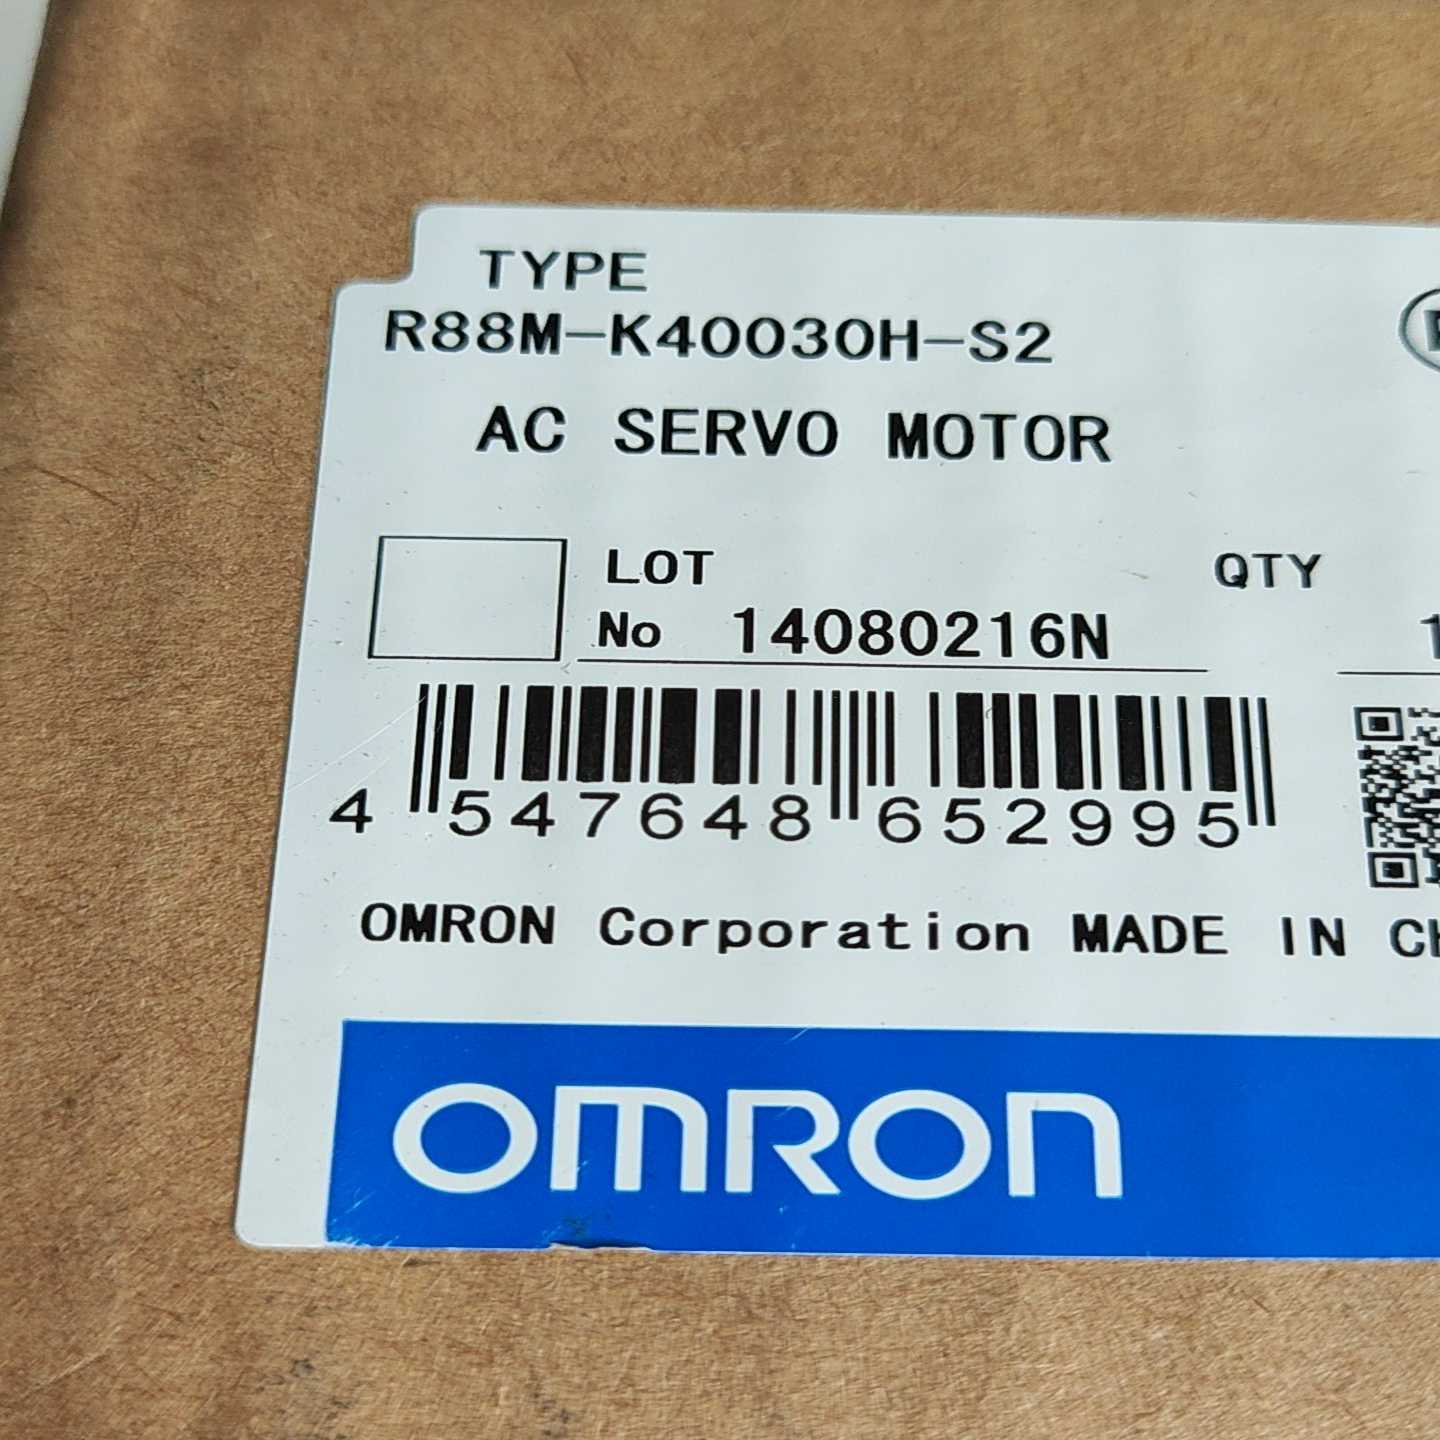 TYPE
R88M-K40030H-S2
AC SERVO MOTOR
LOT QTY
No 14080216N 1
4 547648 652995
OMRON Corporation MADE IN
OMRON